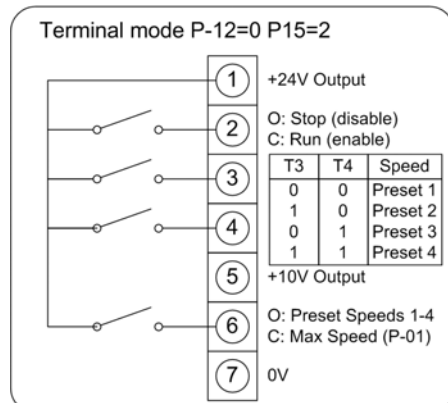 Terminal mode P-12=0 P15=2
1 +24V Output
2 O: Stop (disable)
C: Run (enable)
3
4
T3 T4 Speed
0 0 Preset 1
1 0 Preset 2
0 1 Preset 3
1 1 Preset 4
5 +10V Output
6 O: Preset Speeds 1-4
C: Max Speed (P-01)
7 0V